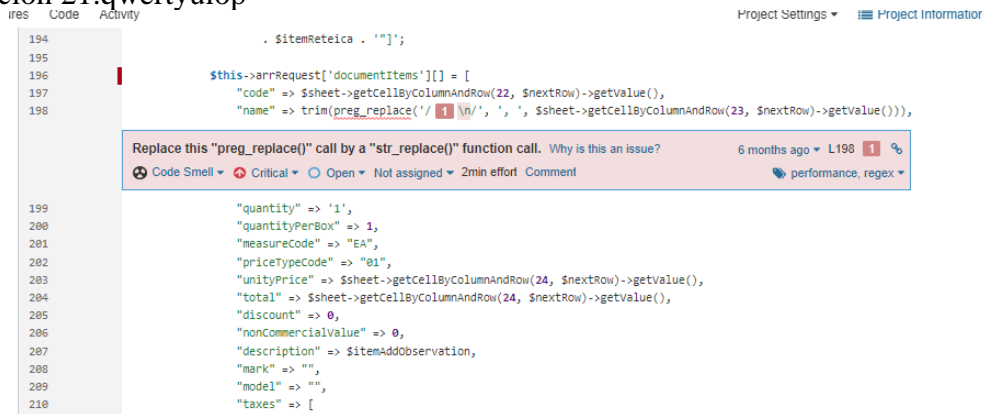 cion 21.qwertyuiop
ires Code Activity Project Settings Project Information
194 . $itemReteica . '"]';
195
196 $this->arrRequest['documentItems'][] = [
197 "code" => $sheet->getCellByColumnAndRow(22, $nextRow)->getValue(),
198 "name" => trim(preg_replace('/ 1 \n/', ', ', $sheet->getCellByColumnAndRow(23, $nextRow)->getValue())),
Replace this "preg_replace()" call by a "str_replace()" function call. Why is this an issue? 6 months ago L198 1
Code Smell Critical Open Not assigned 2min effort Comment performance, regex
199 "quantity" => '1',
200 "quantityPerBox" => 1,
201 "measureCode" => "EA",
202 "priceTypeCode" => "01",
203 "unityPrice" => $sheet->getCellByColumnAndRow(24, $nextRow)->getValue(),
204 "total" => $sheet->getCellByColumnAndRow(24, $nextRow)->getValue(),
205 "discount" => 0,
206 "nonCommercialValue" => 0,
207 "description" => $itemAddObservation,
208 "mark" => "",
209 "model" => "",
210 "taxes" => [